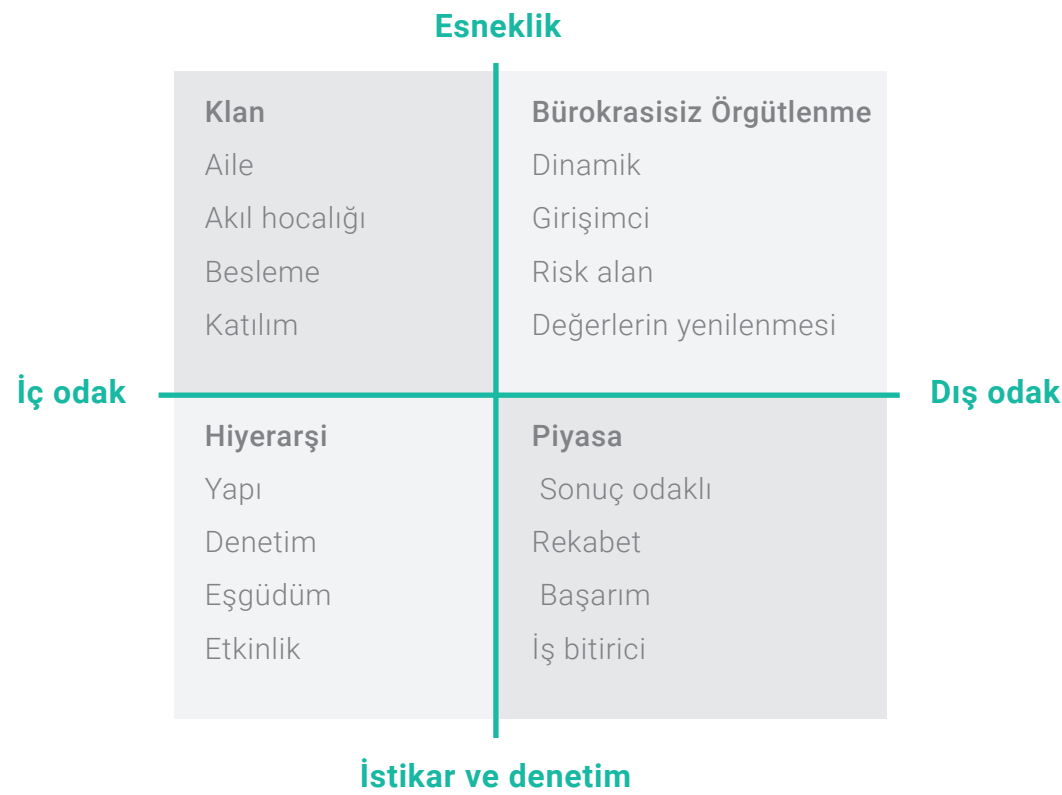 Esneklik
Klan
Aile
Akıl hocalığı
Besleme
Katılım
Bürokrasisiz Örgütlenme
Dinamik
Girişimci
Risk alan
Değerlerin yenilenmesi
İç odak
Dış odak
Hiyerarşi
Yapı
Denetim
Eşgüdüm
Etkinlik
Piyasa
Sonuç odaklı
Rekabet
Başarım
İş bitirici
İstikar ve denetim